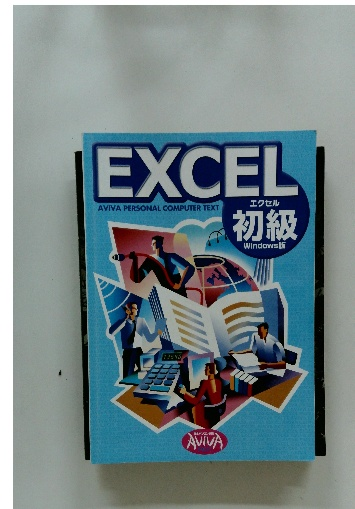 EXCEL
AVIVA PERSONAL COMPUTER TEXT
エクセル
初級
Windows版
AVIVA